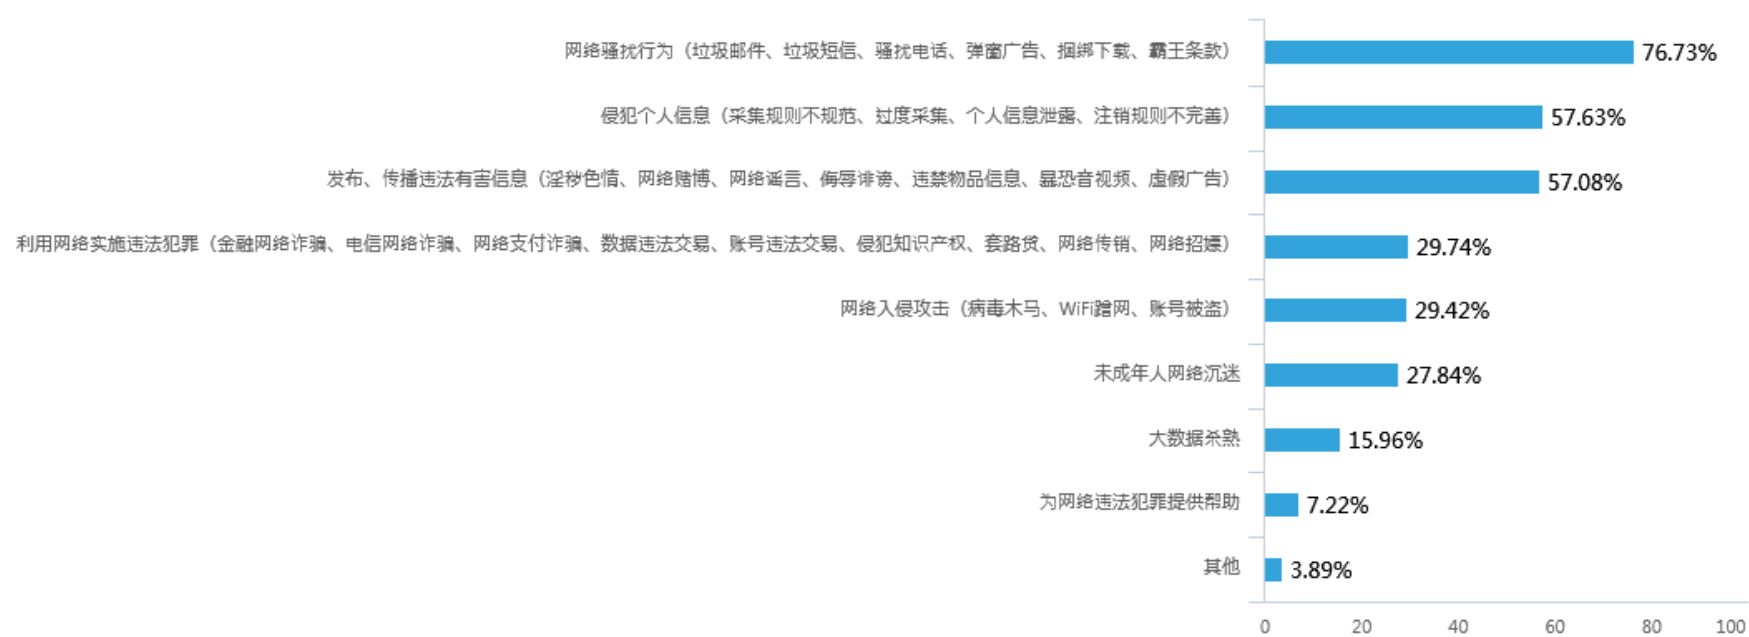 网络骚扰行为（垃圾邮件、垃圾短信、骚扰电话、弹窗广告、捆绑下载、霸王条款） 76.73%
侵犯个人信息（采集规则不规范、过度采集、个人信息泄露、注销规则不完善） 57.63%
发布、传播违法有害信息（淫秽色情、网络赌博、网络谣言、侮辱诽谤、违禁物品信息、暴恐音视频、虚假广告） 57.08%
利用网络实施违法犯罪（金融网络诈骗、电信网络诈骗、网络支付诈骗、数据违法交易、账号违法交易、侵犯知识产权、套路贷、网络传销、网络招嫖） 29.74%
网络入侵攻击（病毒木马、WiFi蹭网、账号被盗） 29.42%
未成年人网络沉迷 27.84%
大数据杀熟 15.96%
为网络违法犯罪提供帮助 7.22%
其他 3.89%
0 20 40 60 80 100